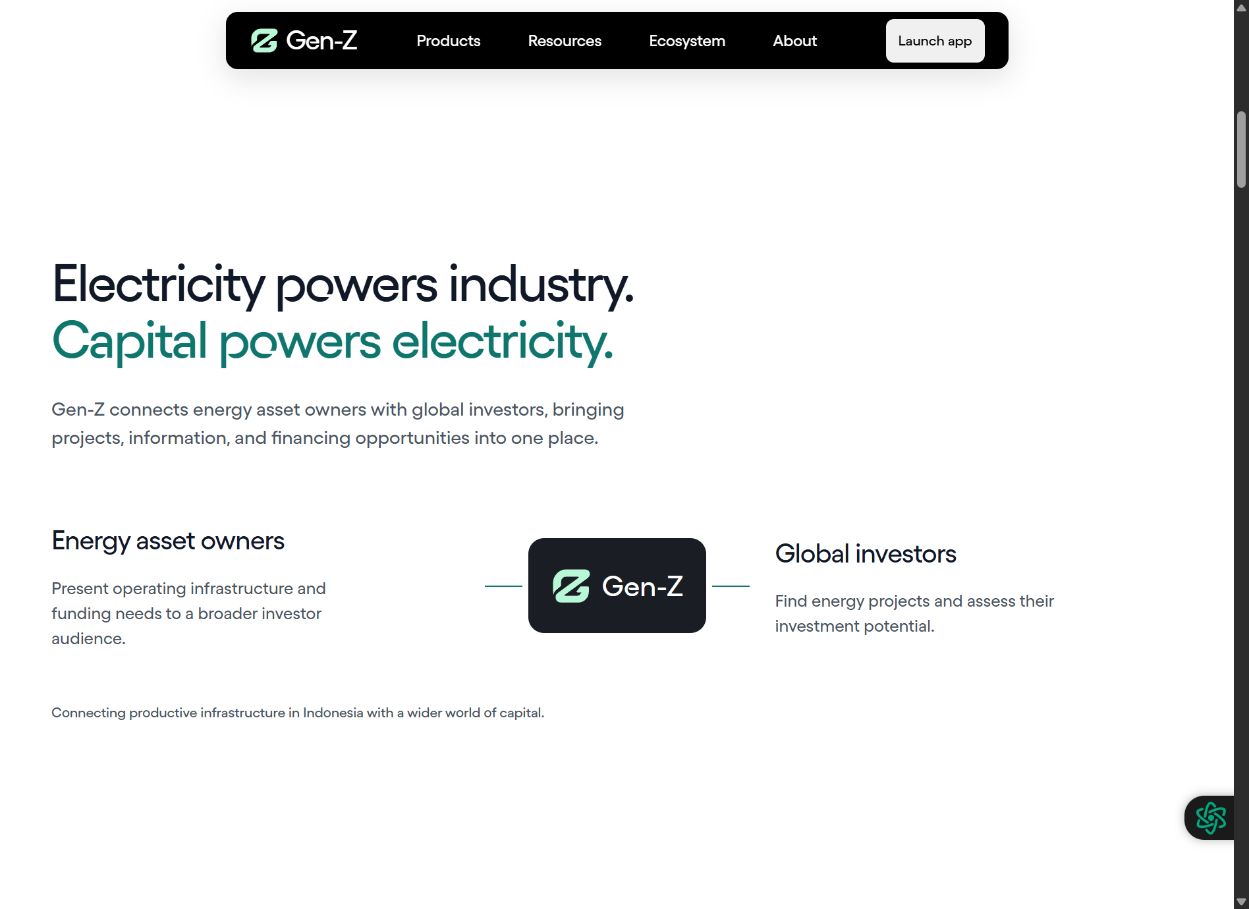 Gen-Z
Products
Resources
Ecosystem
About
Launch app
Electricity powers industry.
Capital powers electricity.
Gen-Z connects energy asset owners with global investors, bringing
projects, information, and financing opportunities into one place.
Energy asset owners
Present operating infrastructure and
funding needs to a broader investor
audience.
Gen-Z
Global investors
Find energy projects and assess their
investment potential.
Connecting productive infrastructure in Indonesia with a wider world of capital.